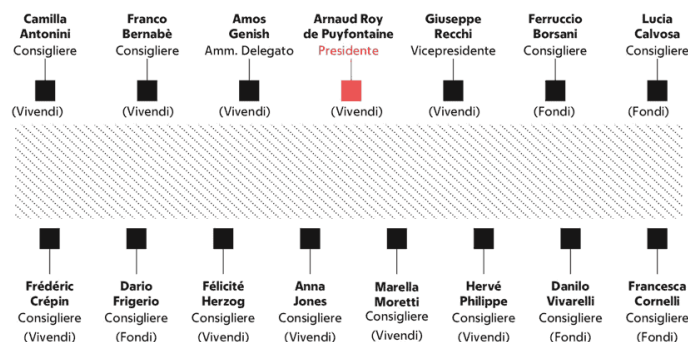 Camilla
Antonini
Consigliere
(Vivendi)
Franco
Bernabè
Consigliere
(Vivendi)
Amos
Genish
Amm. Delegato
(Vivendi)
Arnaud Roy
de Puyfontaine
Presidente
(Vivendi)
Giuseppe
Recchi
Vicepresidente
(Vivendi)
Ferruccio
Borsani
Consigliere
(Fondi)
Lucia
Calvosa
Consigliere
(Fondi)
Frédéric
Crépin
Consigliere
(Vivendi)
Dario
Frigerio
Consigliere
(Fondi)
Félicité
Herzog
Consigliere
(Vivendi)
Anna
Jones
Consigliere
(Vivendi)
Marella
Moretti
Consigliere
(Vivendi)
Hervé
Philippe
Consigliere
(Vivendi)
Danilo
Vivarelli
Consigliere
(Fondi)
Francesca
Cornelli
Consigliere
(Fondi)